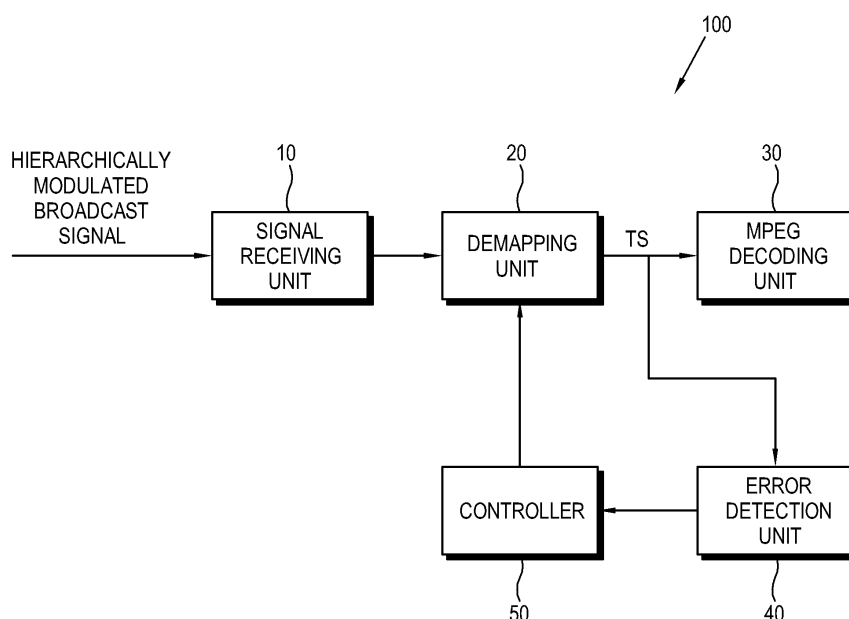 100
HIERARCHICALLY
MODULATED
BROADCAST
SIGNAL
10
SIGNAL
RECEIVING
UNIT
20
DEMAPPING
UNIT
TS
30
MPEG
DECODING
UNIT
CONTROLLER
50
ERROR
DETECTION
UNIT
40